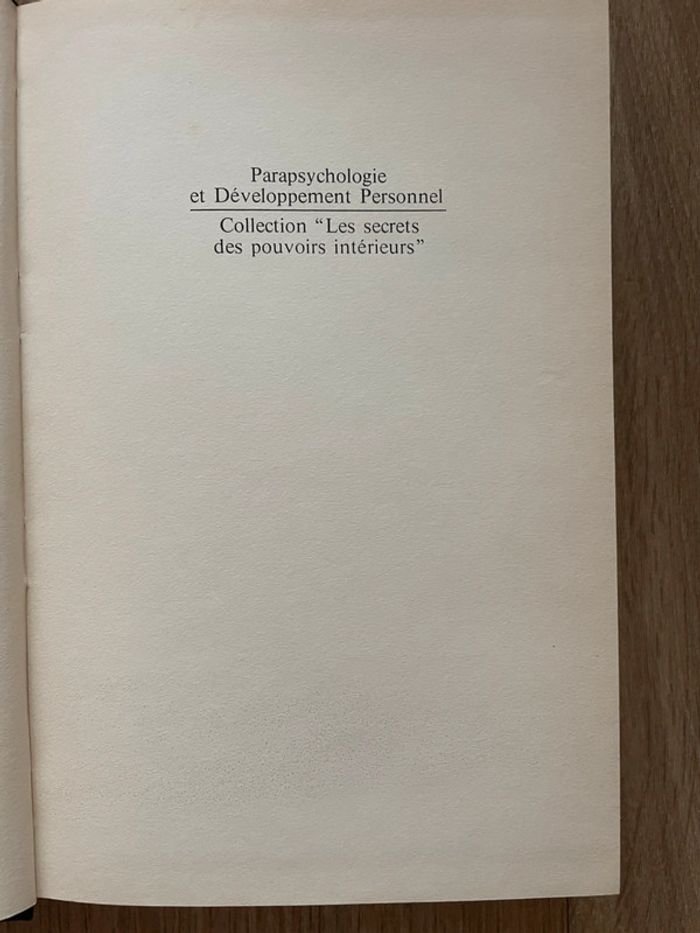 Parapsychologie
et Développement Personnel
Collection “Les secrets
des pouvoirs intérieurs”